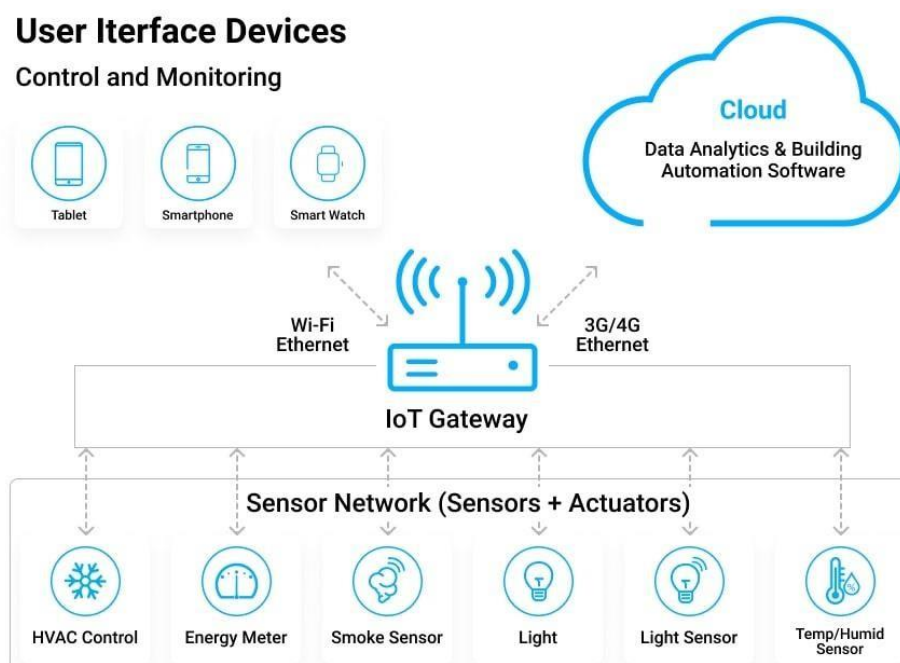 User Iterface Devices
Control and Monitoring
Tablet
Smartphone
Smart Watch
Cloud
Data Analytics & Building
Automation Software
Wi-Fi
Ethernet
3G/4G
Ethernet
IoT Gateway
Sensor Network (Sensors + Actuators)
HVAC Control
Energy Meter
Smoke Sensor
Light
Light Sensor
Temp/Humid
Sensor